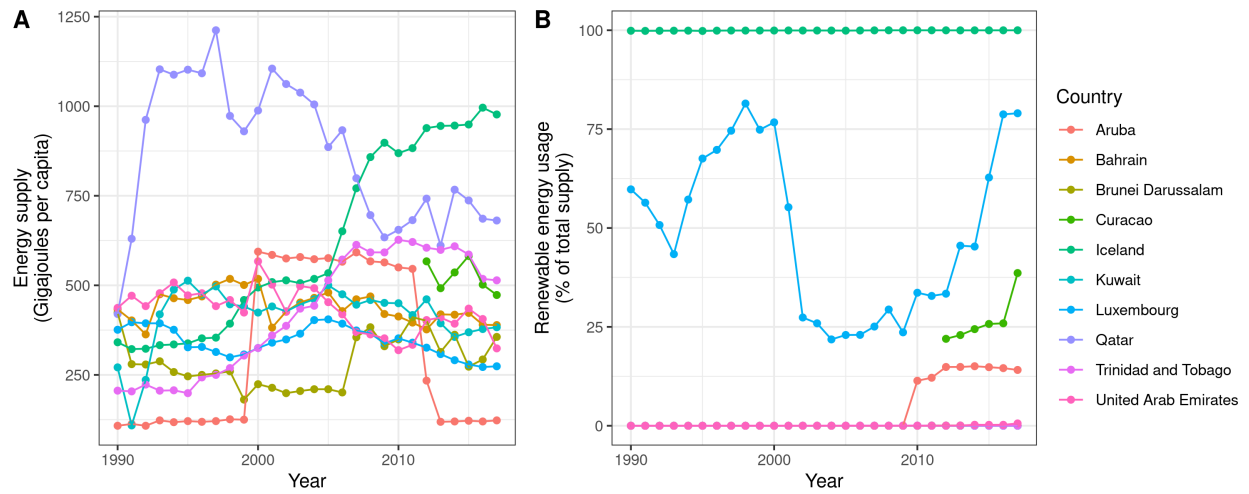 A
Energy supply
(Gigajoules per capita)
1250
1000
750
500
250
1990
2000
2010
Year
B
Renewable energy usage
(% of total supply)
100
75
50
25
0
1990
2000
2010
Year
Country
Aruba
Bahrain
Brunei Darussalam
Curacao
Iceland
Kuwait
Luxembourg
Qatar
Trinidad and Tobago
United Arab Emirates